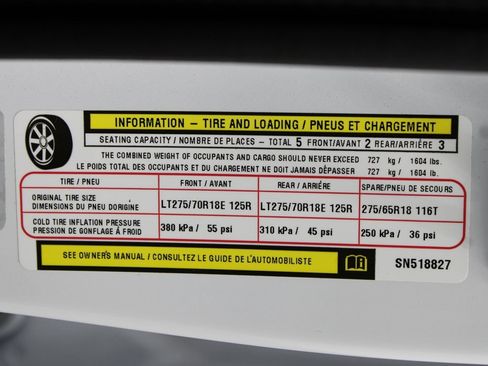 INFORMATION – TIRE AND LOADING / PNEUS ET CHARGEMENT
SEATING CAPACITY / NOMBRE DE PLACES – TOTAL 5 FRONT/AVANT 2 REAR/ARRIÉRE 3
THE COMBINED WEIGHT OF OCCUPANTS AND CARGO SHOULD NEVER EXCEED 727 kg / 1604 lbs.
LE POIDS TOTAL DES OCCUPANTS ET DU CHARGEMENT NE DOIT JAMAIS DÉPASSER 727 kg / 1604 lbs.
TIRE / PNEU FRONT / AVANT REAR / ARRIÉRE SPARE/PNEU DE SECOURS
ORIGINAL TIRE SIZE
DIMENSIONS DU PNEU DORIGINE LT275/70R18E 125R LT275/70R18E 125R 275/65R18 116T
COLD TIRE INFLATION PRESSURE
PRESSION DE GONFLAGE Á FROID 380 kPa / 55 psi 310 kPa / 45 psi 250 kPa / 36 psi
SEE OWNER'S MANUAL / CONSULTEZ LE GUIDE DE L'AUTOMOBILISTE SN518827